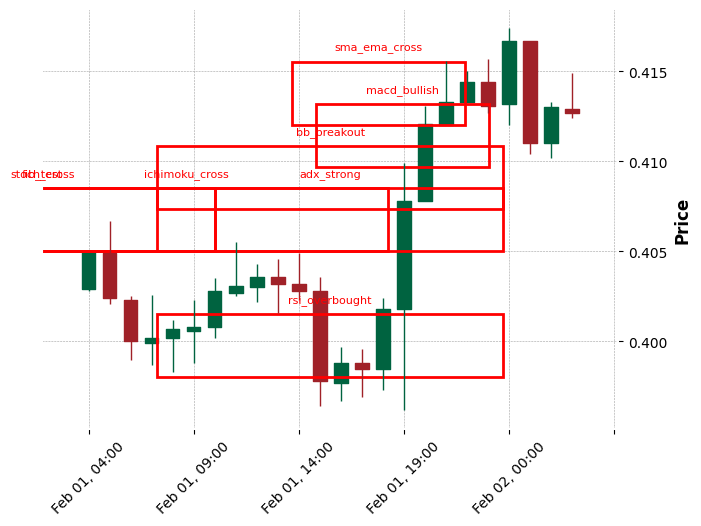 sma_ema_cross
macd_bullish
bb_breakout
stoch_cross
ichimoku_cross
adx_strong
rsi_overbought
0.415
0.410
0.405
0.400
Price
Feb 01, 04:00
Feb 01, 09:00
Feb 01, 14:00
Feb 01, 19:00
Feb 02, 00:00